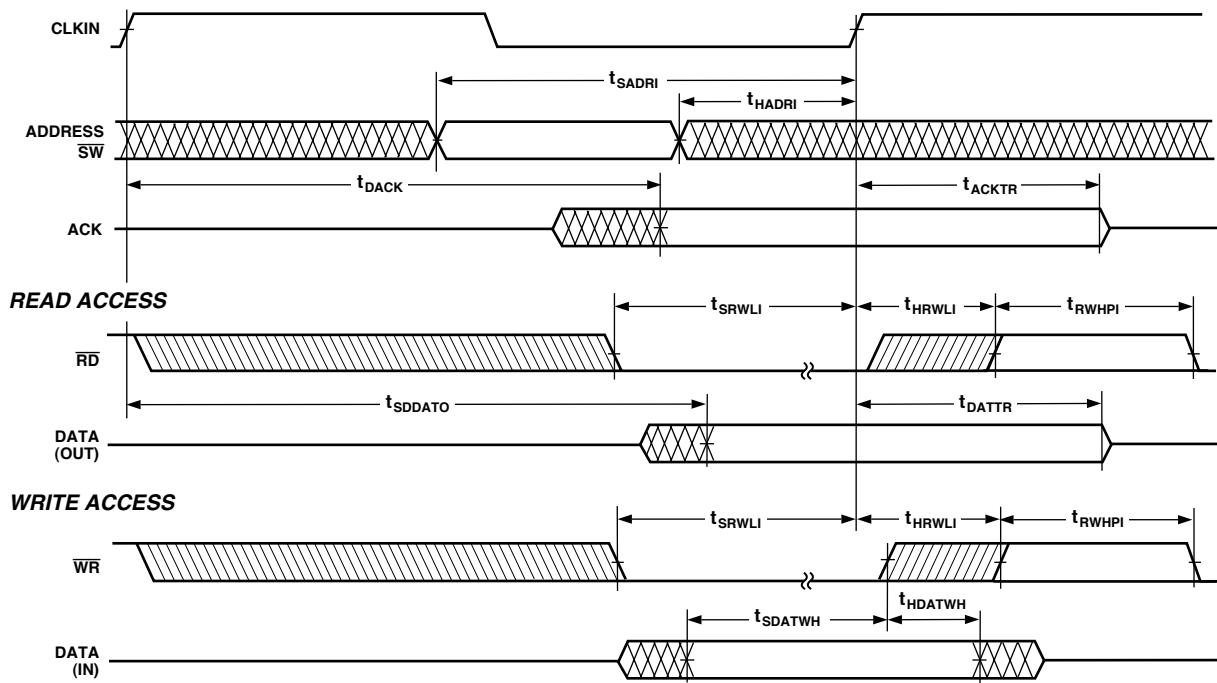 CLKIN
tSADRI
tHADRI
ADDRESS
SW
tDACK
tACKTR
ACK
READ ACCESS
tSRWLI
tHRWLI
tRWHPI
RD
tSDDATO
tDATTR
DATA
(OUT)
WRITE ACCESS
tSRWLI
tHRWLI
tRWHPI
WR
tSDATWH
tHDATWH
DATA
(IN)